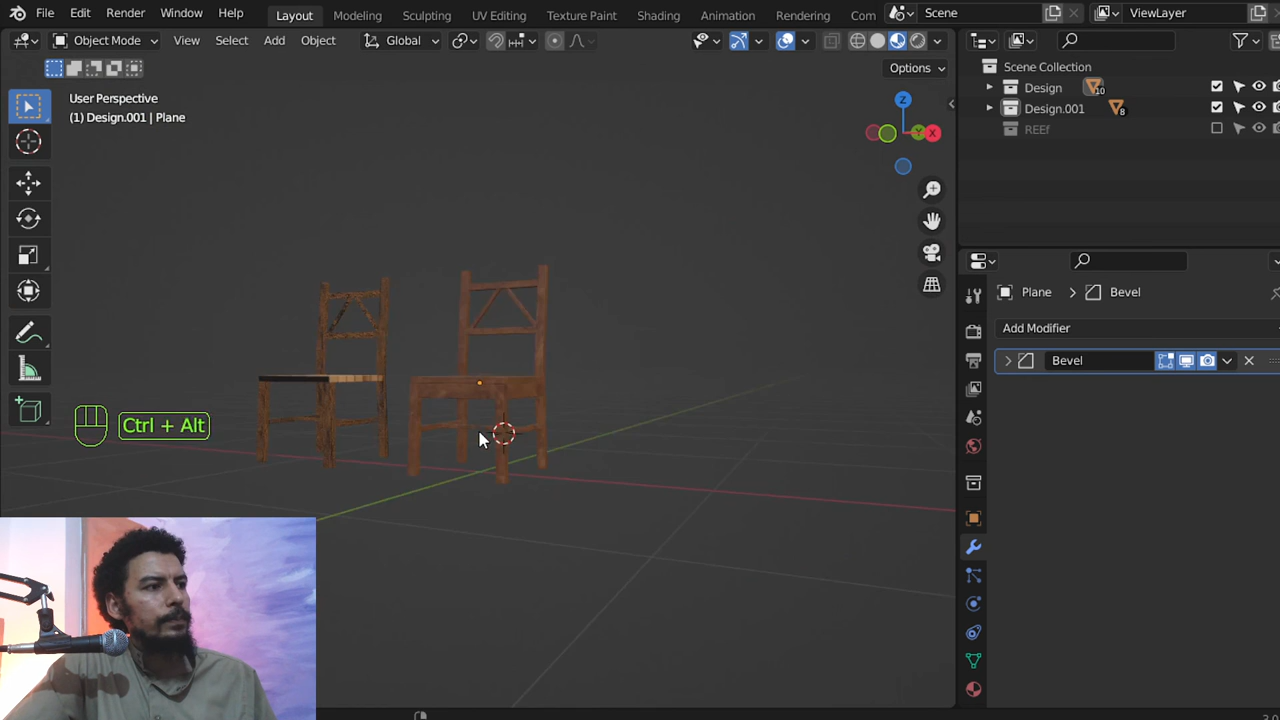 File Edit Render Window Help Layout Modeling Sculpting UV Editing Texture Paint Shading Animation Rendering Com Scene ViewLayer
Object Mode View Select Add Object Global
Options
User Perspective
(1) Design.001 | Plane
Z
Y
X
Scene Collection
Design 10
Design.001 8
REEf
Plane > Bevel
Add Modifier
Bevel
Ctrl + Alt